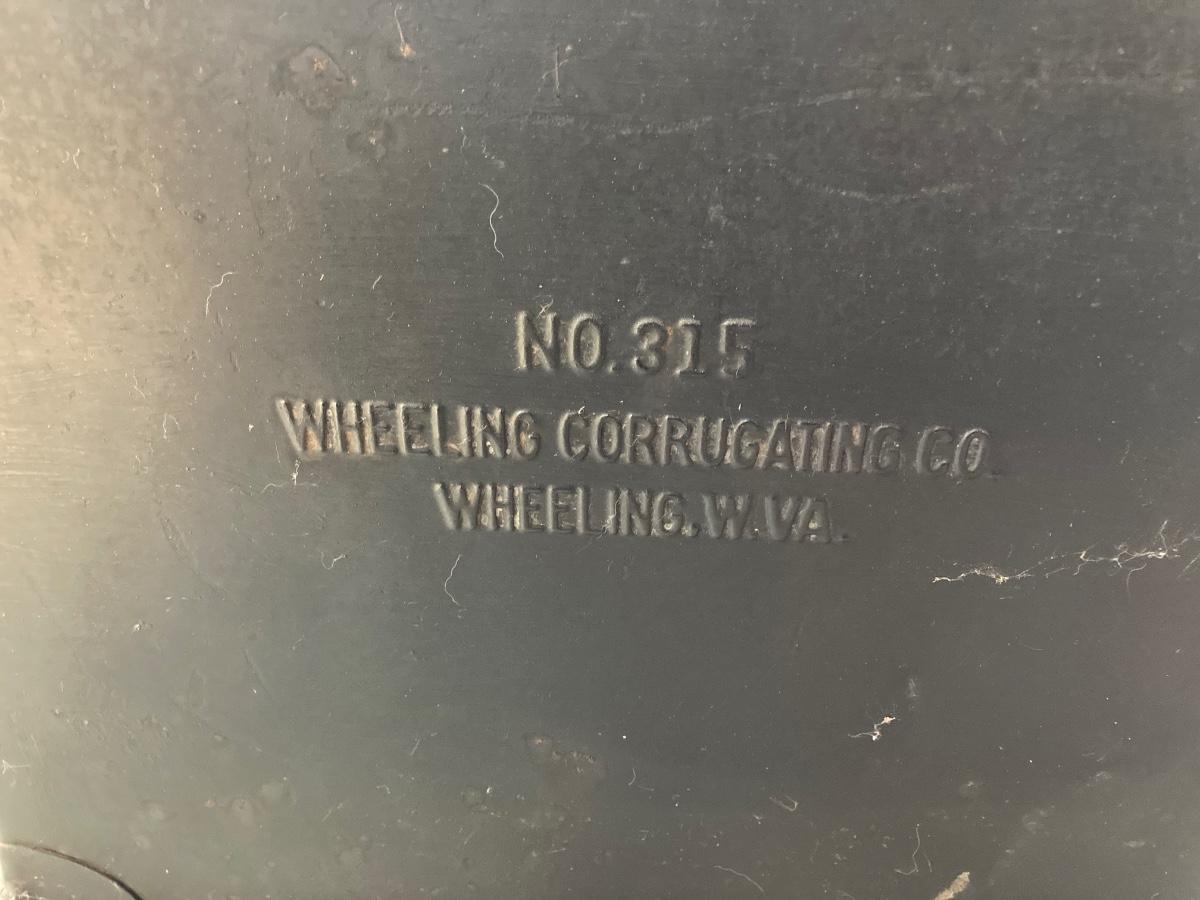 NO. 315
WHEELING CORRUGATING CO.
WHEELING, W. VA.